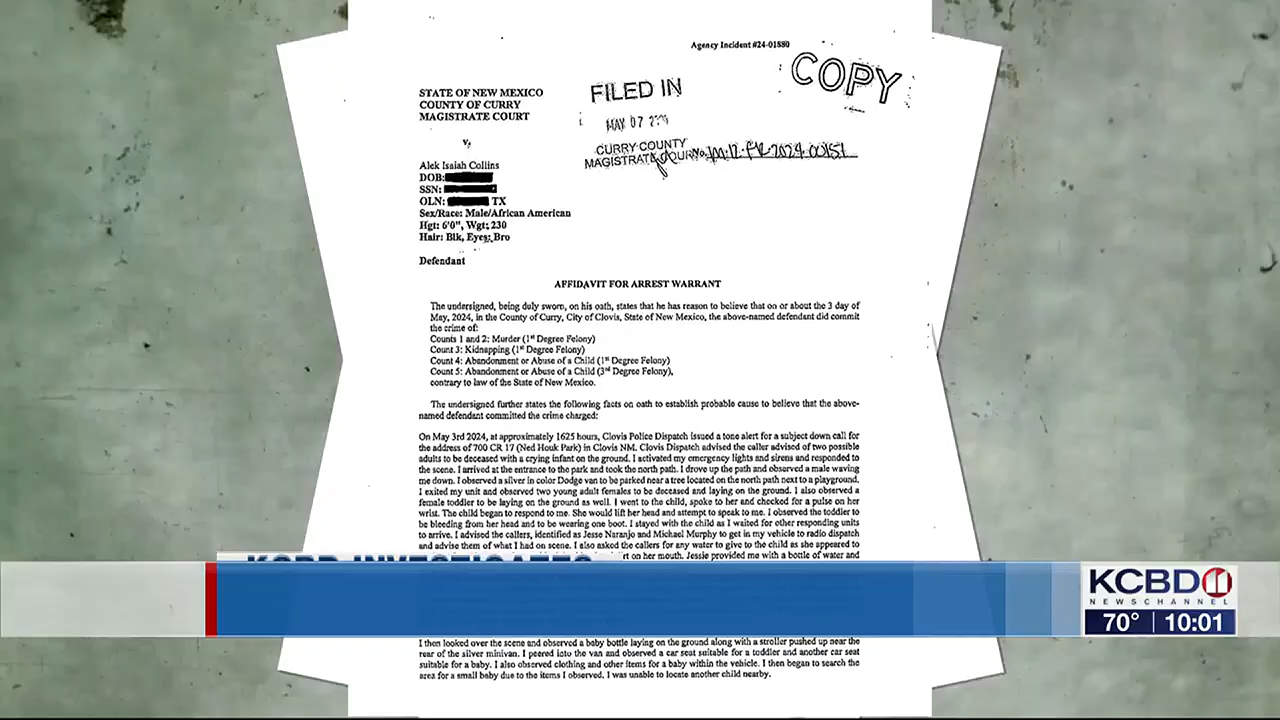 Agency Incident #24-01880
COPY
FILED IN
MAY 07
CURRY COUNTY
MAGISTRATE COURT
STATE OF NEW MEXICO
COUNTY OF CURRY
MAGISTRATE COURT
v.
Alek Isaiah Collins
DOB:
SSN:
OLN: TX
Sex/Race: Male/African American
Hgt: 6'0", Wgt: 230
Hair: Blk, Eyes: Bro
Defendant
AFFIDAVIT FOR ARREST WARRANT
The undersigned, being duly sworn, on his oath, states that he has reason to believe that on or about the 3 day of
May, 2024, in the County of Curry, City of Clovis, State of New Mexico, the above-named defendant did commit
the crime of:
Counts 1 and 2: Murder (1st Degree Felony)
Count 3: Kidnapping (1st Degree Felony)
Count 4: Abandonment or Abuse of a Child (1st Degree Felony)
Count 5: Abandonment or Abuse of a Child (3rd Degree Felony),
contrary to law of the State of New Mexico.
The undersigned further states the following facts on oath to establish probable cause to believe that the above-
named defendant committed the crime charged:
On May 3rd 2024, at approximately 1625 hours, Clovis Police Dispatch issued a tone alert for a subject down call for
the address of 700 CR 17 (Ned Houk Park) in Clovis NM. Clovis Dispatch advised the caller advised of two possible
adults to be deceased with a crying infant on the ground. I activated my emergency lights and sirens and responded to
the scene. I arrived at the entrance to the park and took the north path. I drove up the path and observed a male waving
me down. I observed a silver in color Dodge van to be parked near a tree located on the north path next to a playground.
I exited my unit and observed two young adult females to be deceased and laying on the ground. I also observed a
female toddler to be laying on the ground as well. I went to the child, spoke to her and checked for a pulse on her
wrist. The child began to respond to me. She would lift her head and attempt to speak to me. I observed the toddler to
be bleeding from her head and to be wearing one boot. I stayed with the child as I waited for other responding units
to arrive. I advised the callers, identified as Jesse Naranjo and Michael Murphy to get in my vehicle to radio dispatch
and advise them of what I had on scene. I also asked the callers for any water to give to the child as she appeared to
on her mouth. Jessie provided me with a bottle of water and
KCBD INVESTIGATES
KCBD 11
NEWSCHANNEL
70° 10:01
I then looked over the scene and observed a baby bottle laying on the ground along with a stroller pushed up near the
rear of the silver minivan. I peered into the van and observed a car seat suitable for a toddler and another car seat
suitable for a baby. I also observed clothing and other items for a baby within the vehicle. I then began to search the
area for a small baby due to the items I observed. I was unable to locate another child nearby.